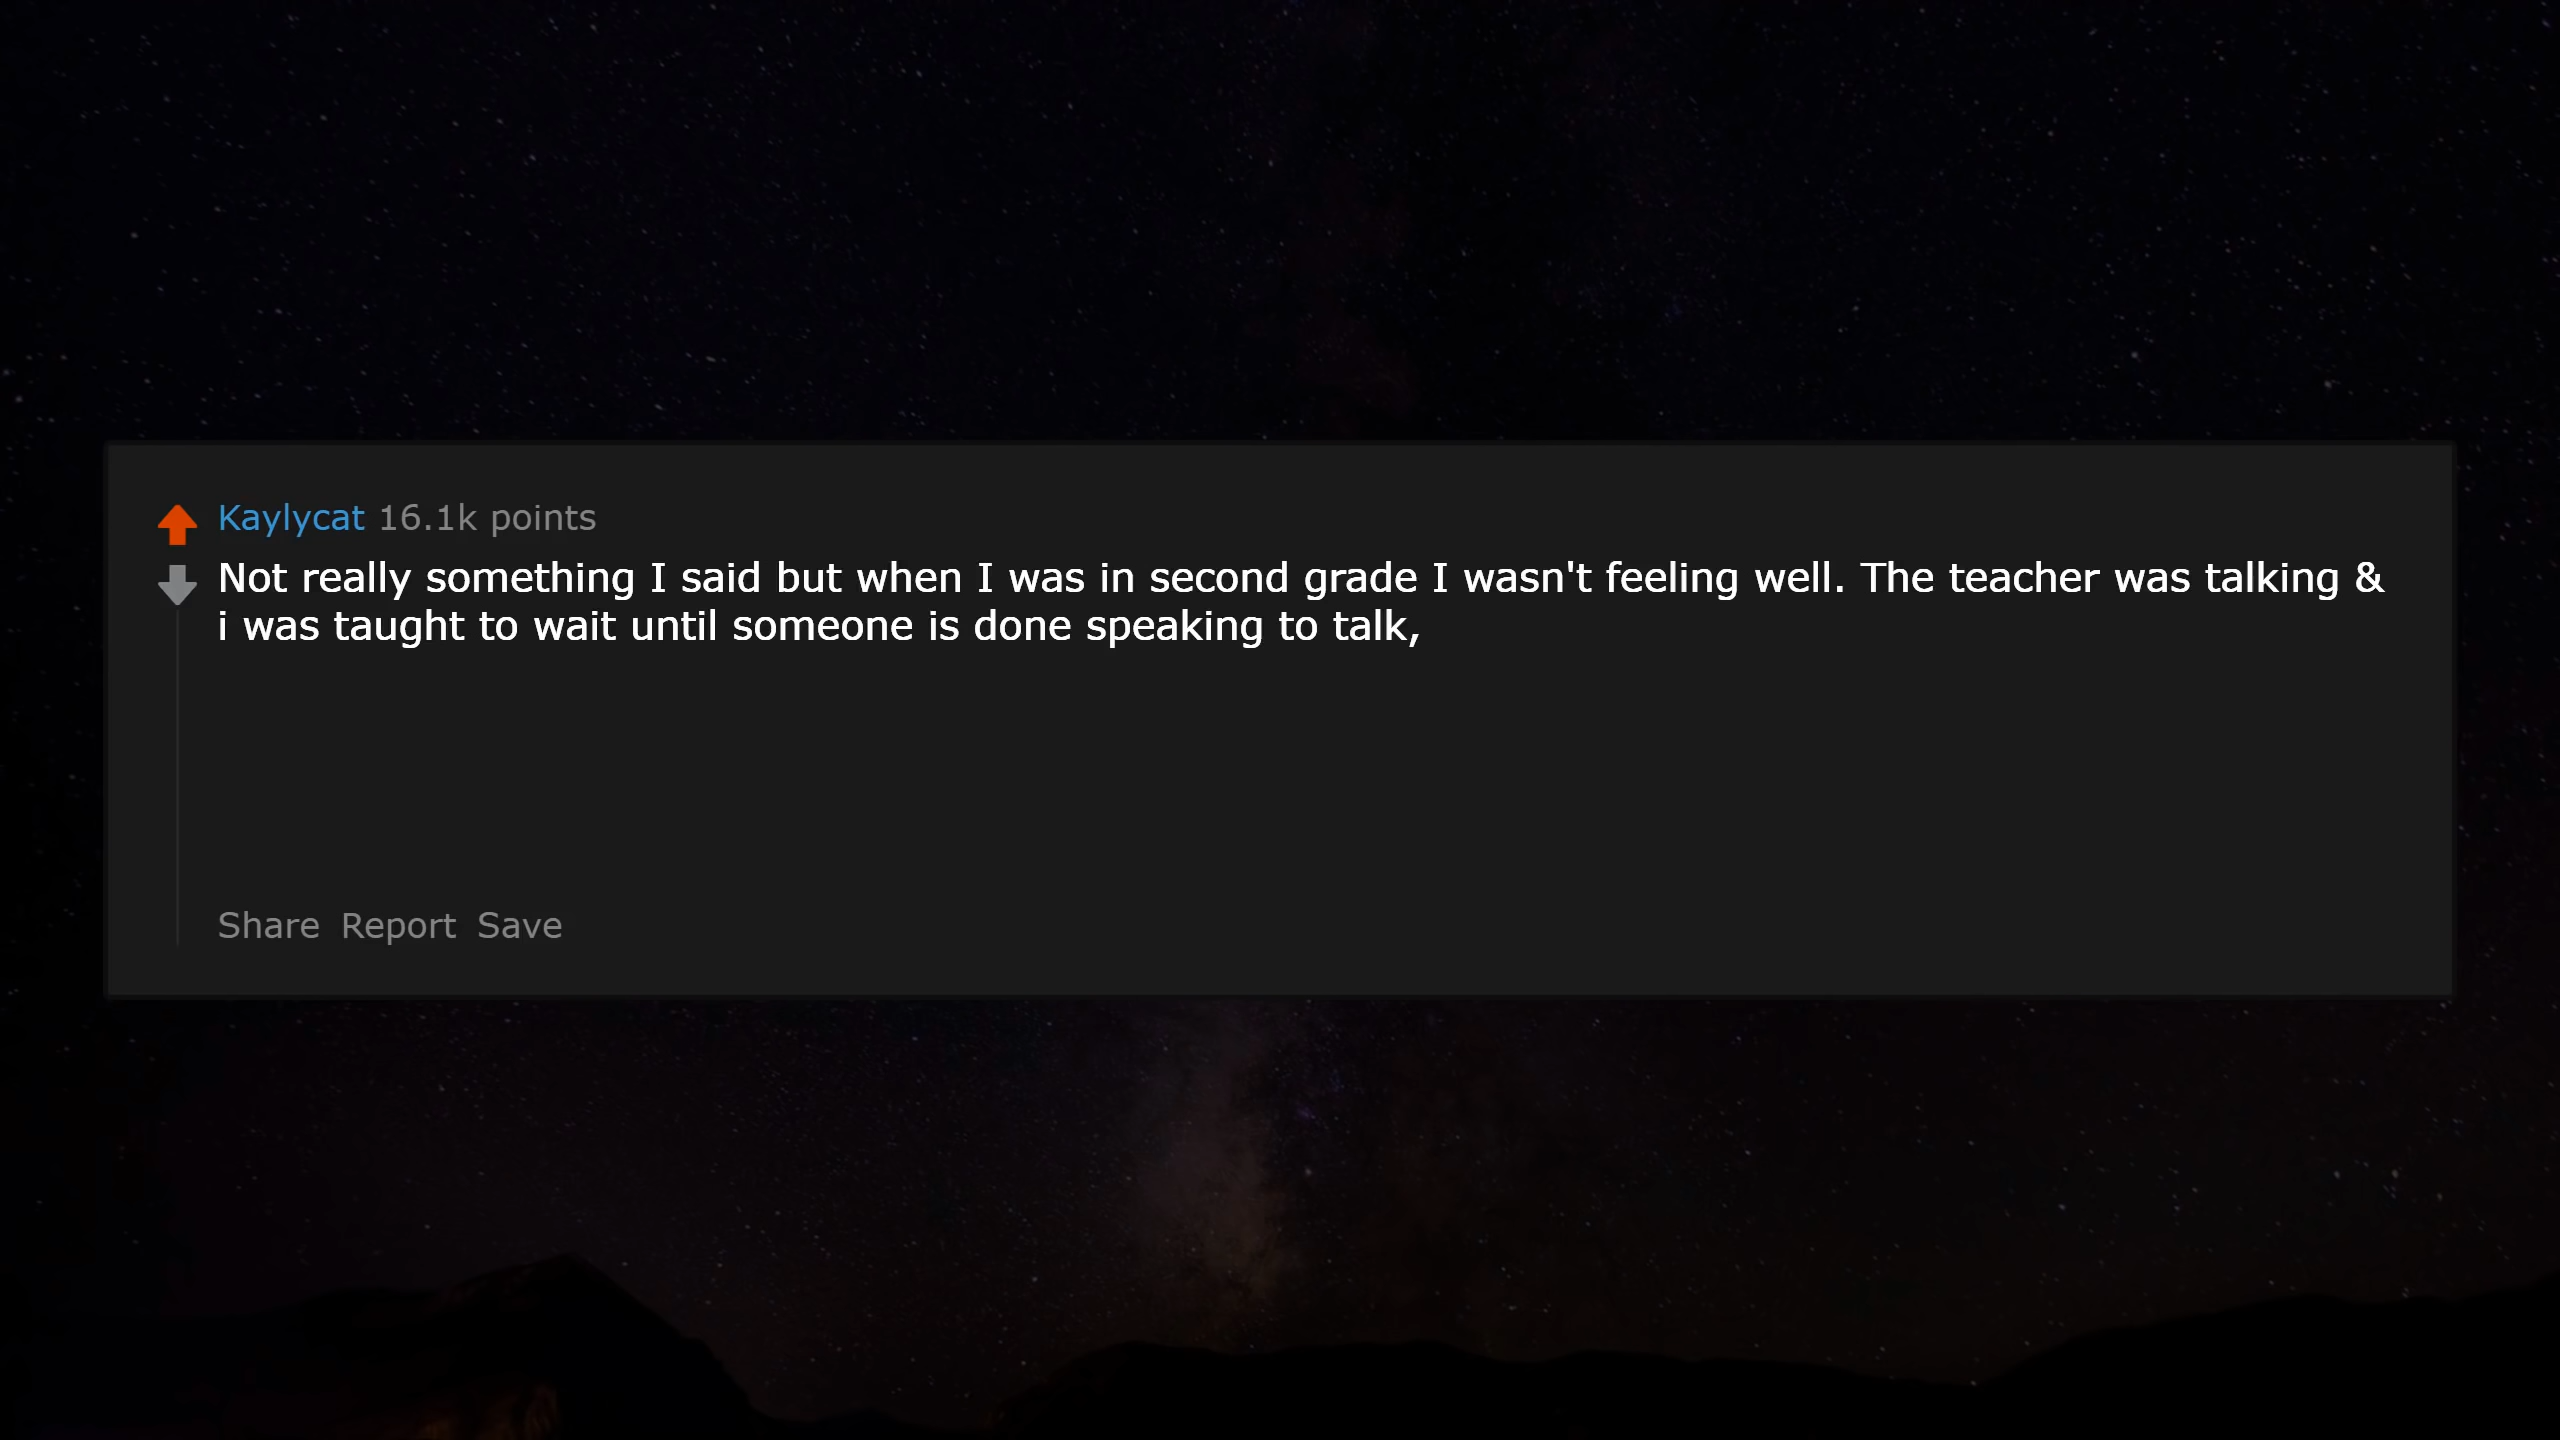 Kaylycat 16.1k points
Not really something I said but when I was in second grade I wasn't feeling well. The teacher was talking &
i was taught to wait until someone is done speaking to talk,
Share Report Save